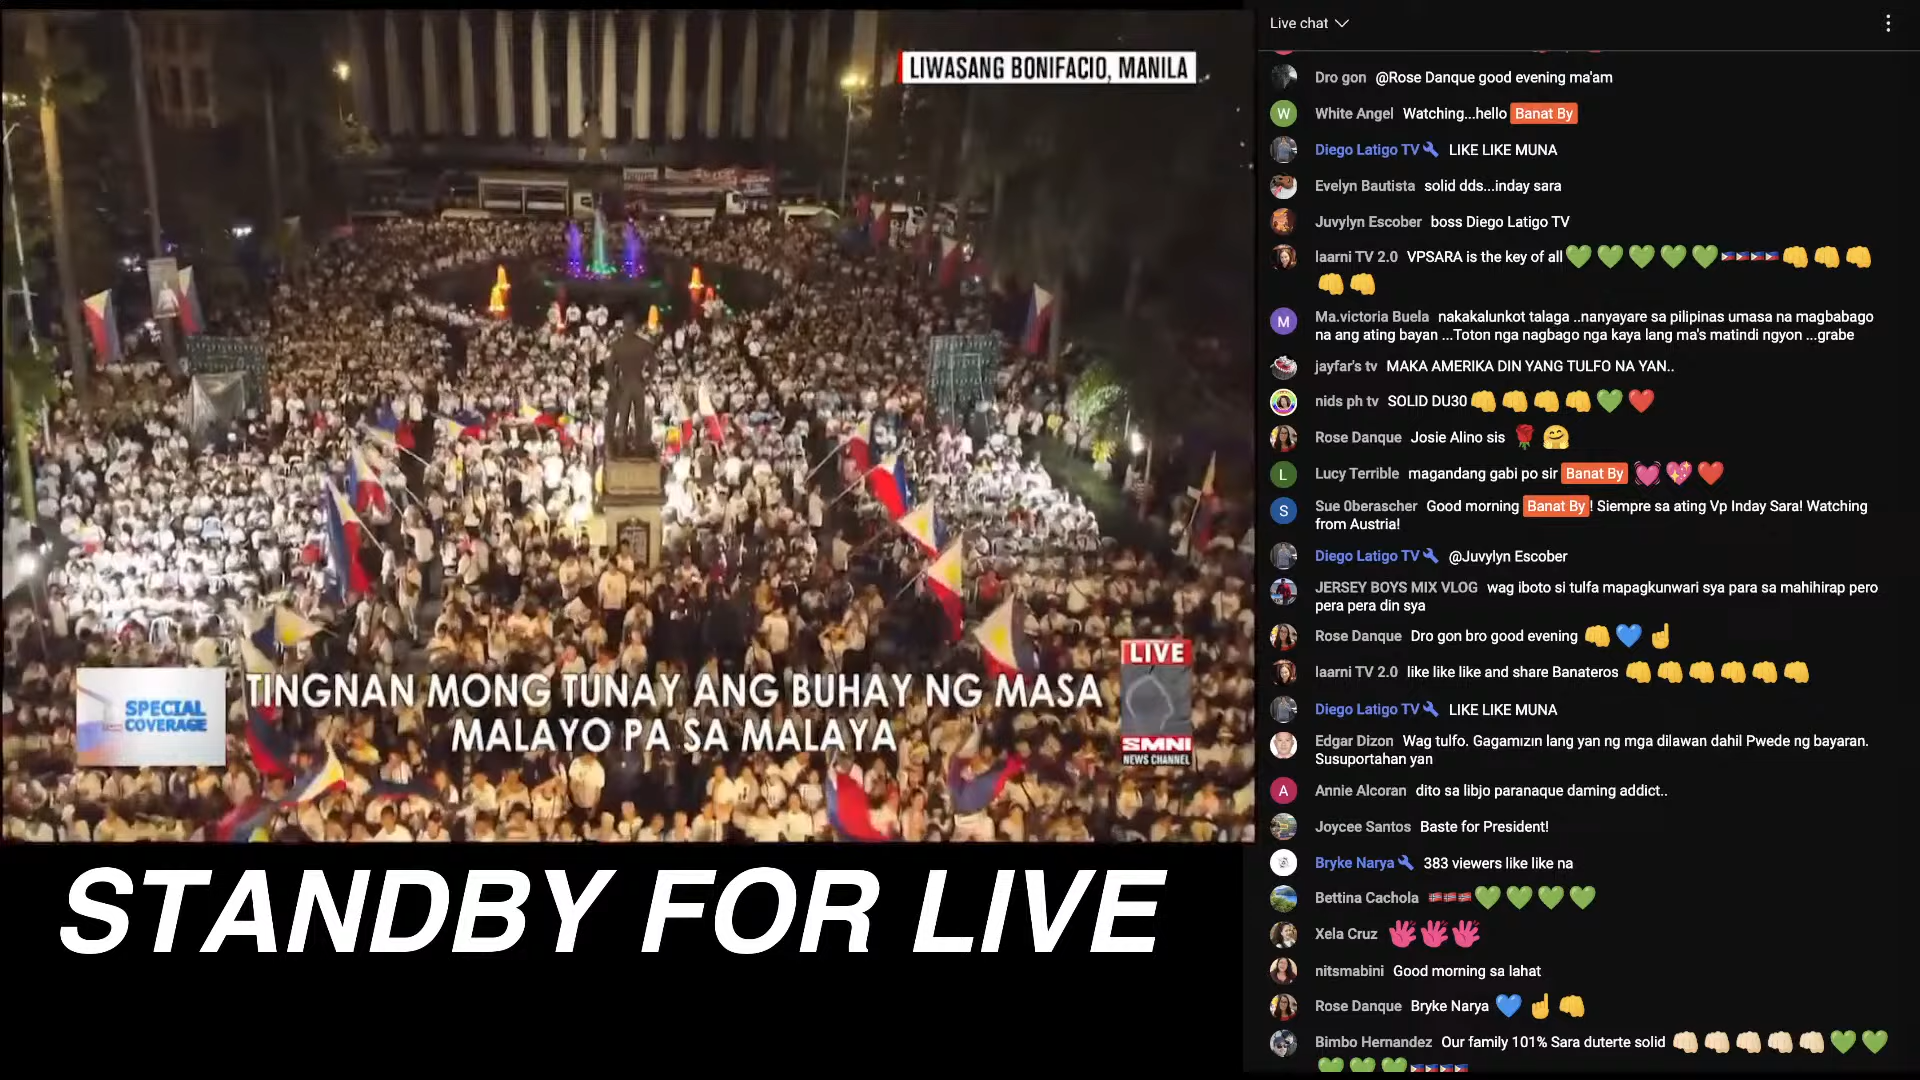 LIWASANG BONIFACIO, MANILA
SPECIAL
COVERAGE
TINGNAN MONG TUNAY ANG BUHAY NG MASA
MALAYO PA SA MALAYA
LIVE
SMNI
NEWS CHANNEL
STANDBY FOR LIVE
Live chat
Dro gon @Rose Danque good evening ma'am
W White Angel Watching...hello Banat By
Diego Latigo TV LIKE LIKE MUNA
Evelyn Bautista solid dds...inday sara
Juvylyn Escober boss Diego Latigo TV
laarni TV 2.0 VPSARA is the key of all💚💚💚💚💚🇵🇭🇵🇭🇵🇭🇵🇭👊👊👊
👊👊
M Ma.victoria Buela nakakalunkot talaga ..nanyayare sa pilipinas umasa na magbabago
na ang ating bayan ...Toton nga nagbago nga kaya lang ma's matindi ngyon ...grabe
jayfar's tv MAKA AMERIKA DIN YANG TULFO NA YAN..
nids ph tv SOLID DU30👊👊👊👊💚❤️
Rose Danque Josie Alino sis 🌹 🤗
L Lucy Terrible magandang gabi po sir Banat By 💓💖❤️
S Sue Oberascher Good morning Banat By! Siempre sa ating Vp Inday Sara! Watching
from Austria!
Diego Latigo TV @Juvylyn Escober
JERSEY BOYS MIX VLOG wag iboto si tulfa mapagkunwari sya para sa mahihirap pero
pera pera din sya
Rose Danque Dro gon bro good evening 👊💙☝️
laarni TV 2.0 like like like and share Banateros 👊👊👊👊👊👊
Diego Latigo TV LIKE LIKE MUNA
Edgar Dizon Wag tulfo. Gagamızın lang yan ng mga dilawan dahil Pwede ng bayaran.
Susuportahan yan
A Annie Alcoran dito sa libjo paranaque daming addict..
Joycee Santos Baste for President!
Bryke Narya 383 viewers like like na
Bettina Cachola 🇳🇴🇳🇴🇳🇴💚💚💚💚
Xela Cruz 👋👋👋
nitsmabini Good morning sa lahat
Rose Danque Bryke Narya 💙 ☝️ 👊
Bimbo Hernandez Our family 101% Sara duterte solid 👊🏻👊🏻👊🏻👊🏻👊🏻💚💚
💚💚💚🇵🇭🇵🇭🇵🇭🇵🇭